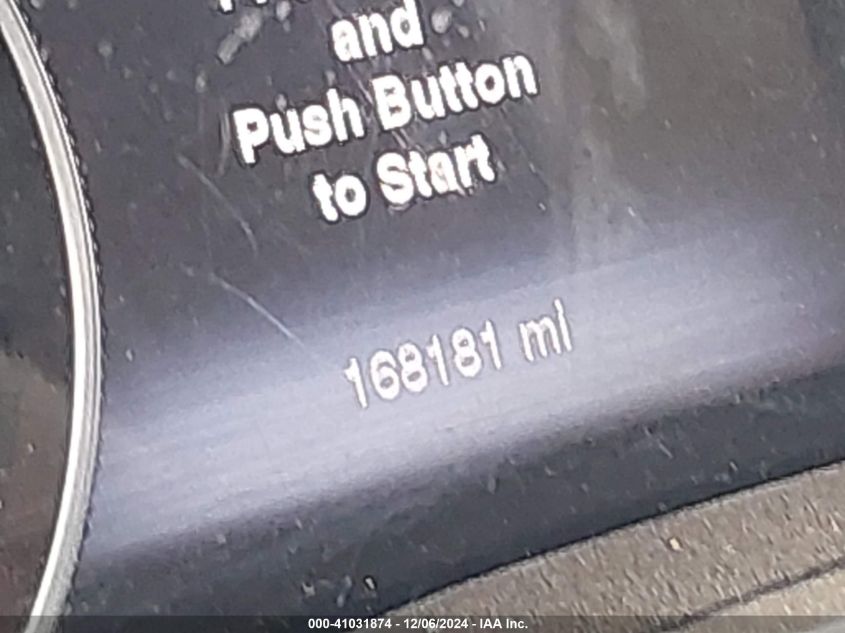 and
Push Button
to Start
168181 mi
000-41031874 - 12/06/2024 - IAA Inc.